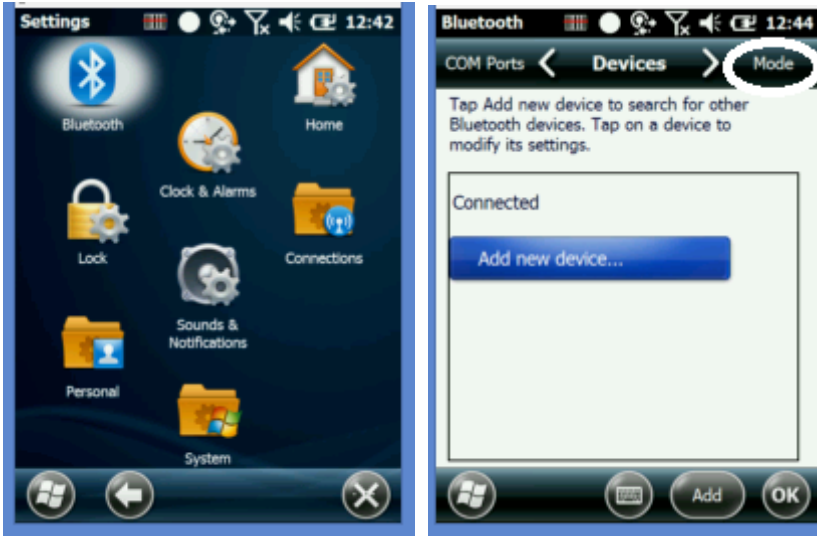 Settings 12:42
Bluetooth
Home
Clock & Alarms
Lock
Connections
Sounds &
Notifications
Personal
System
Bluetooth 12:44
COM Ports Devices Mode
Tap Add new device to search for other
Bluetooth devices. Tap on a device to
modify its settings.
Connected
Add new device...
Add OK